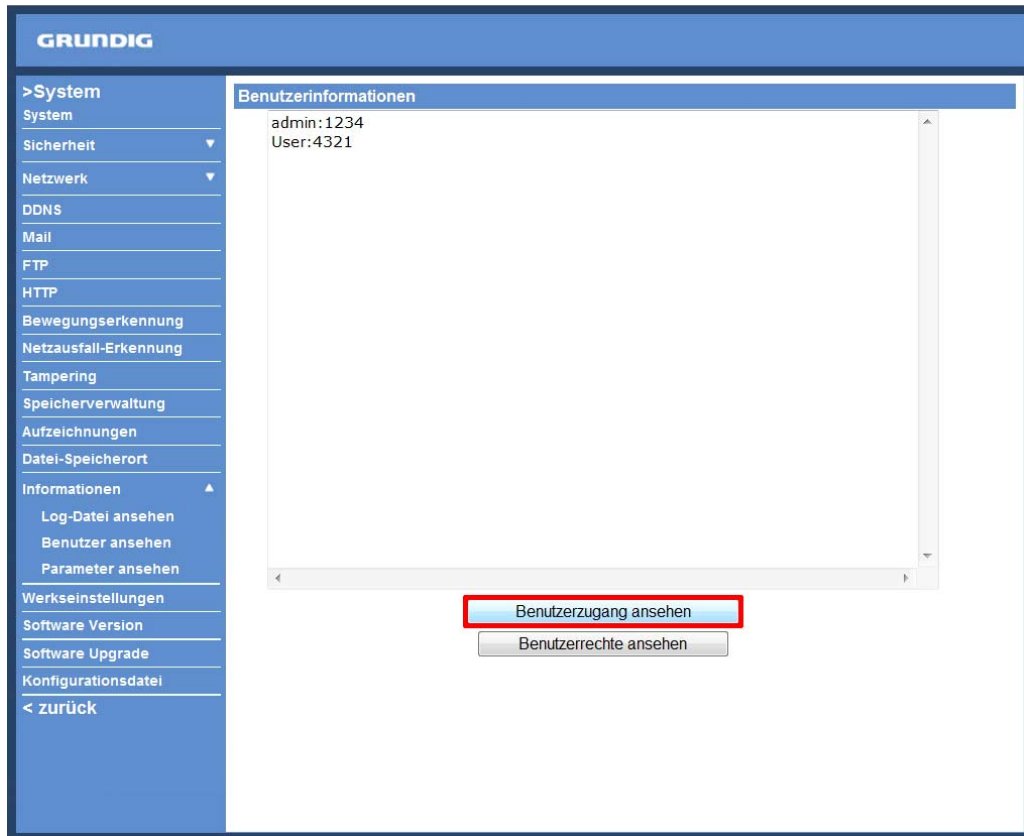 GRUNDIG
>System
System
Sicherheit
Netzwerk
DDNS
Mail
FTP
HTTP
Bewegungserkennung
Netzausfall-Erkennung
Tampering
Speicherverwaltung
Aufzeichnungen
Datei-Speicherort
Informationen
Log-Datei ansehen
Benutzer ansehen
Parameter ansehen
Werkseinstellungen
Software Version
Software Upgrade
Konfigurationsdatei
< zurück
Benutzerinformationen
admin:1234
User:4321
Benutzerzugang ansehen
Benutzerrechte ansehen